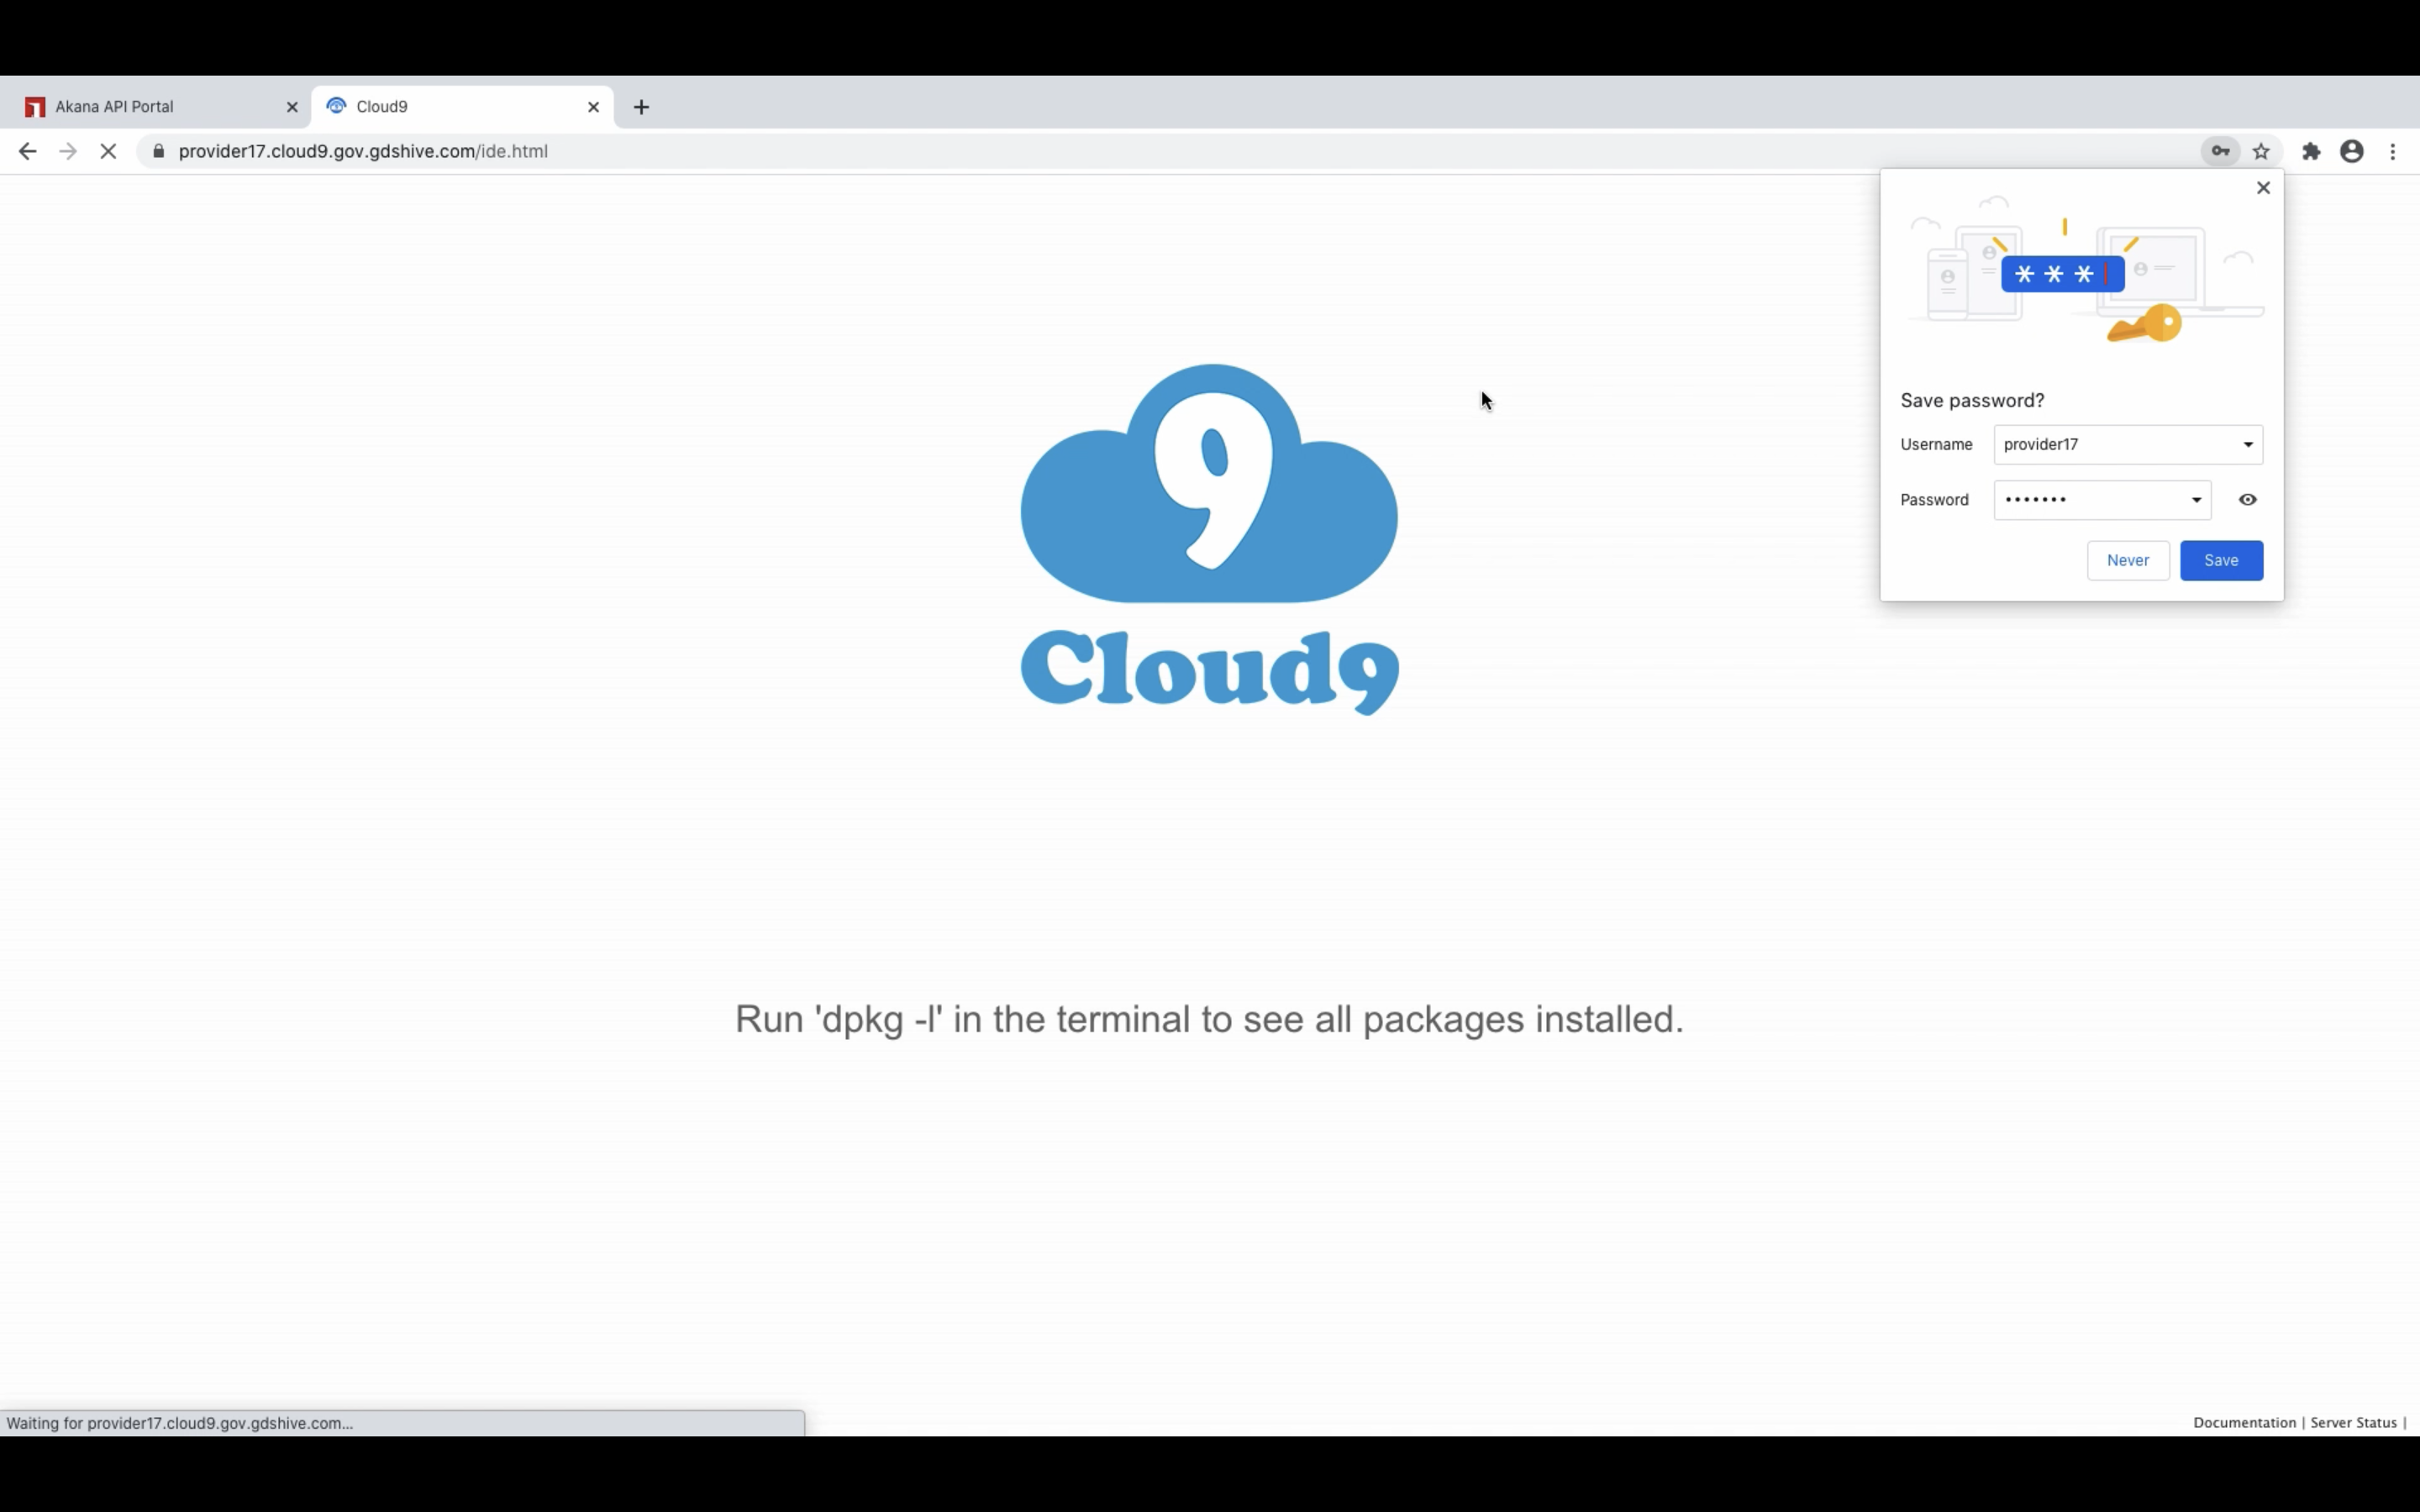 Akana API Portal
Cloud9
provider17.cloud9.gov.gdshive.com/ide.html
***
Save password?
Username provider17
Password •••••••
Never Save
9
Cloud9
Run 'dpkg -l' in the terminal to see all packages installed.
Waiting for provider17.cloud9.gov.gdshive.com...
Documentation | Server Status |